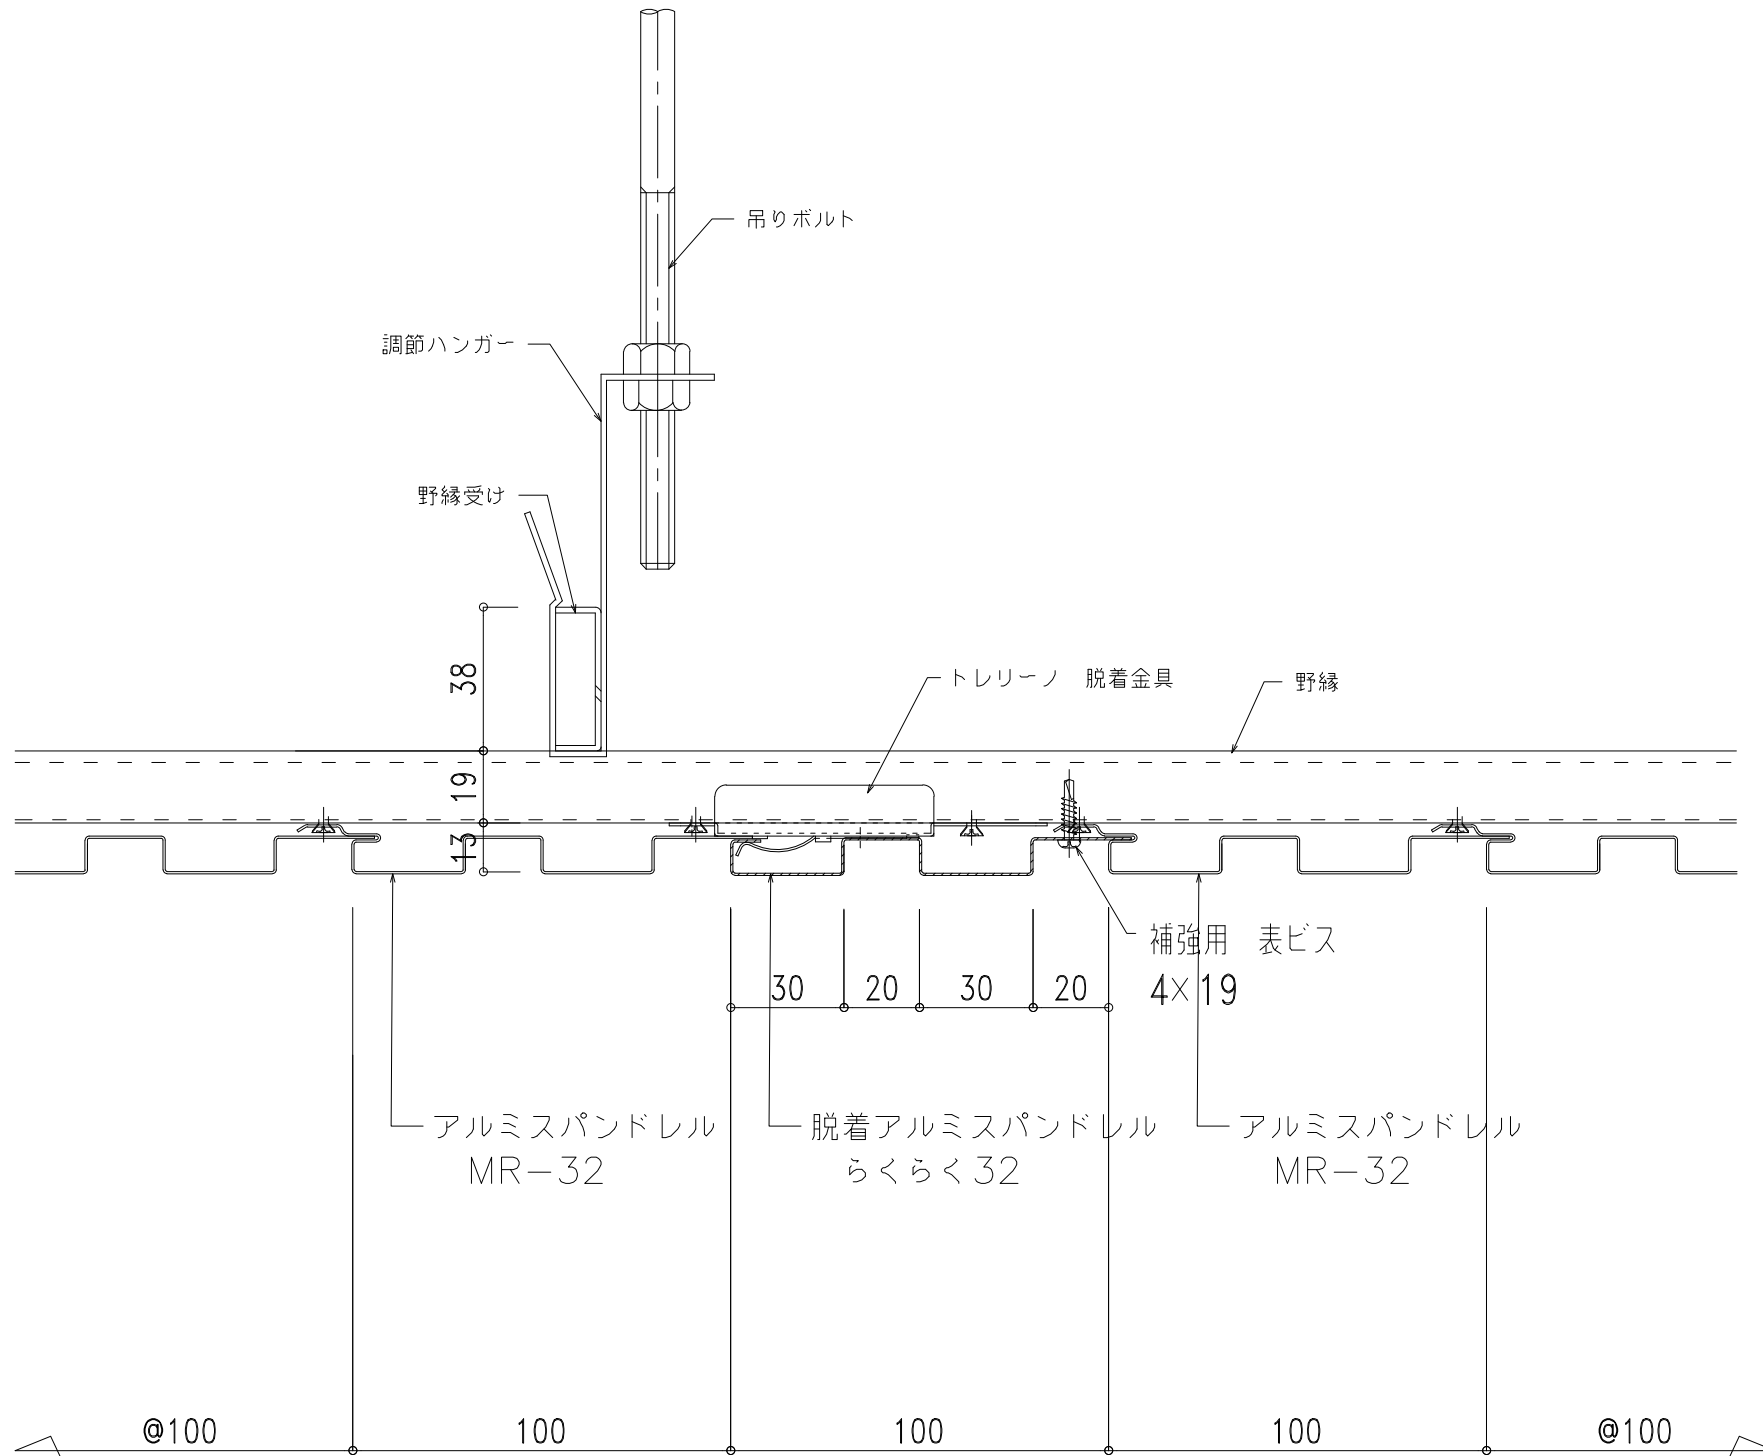 吊りボルト
調節ハンガー
野縁受け
38
トレリーノ 脱着金具
野縁
19
13
補強用 表ビス
4×19
30 20 30 20
アルミスパンドレル
MR-32
脱着アルミスパンドレル
らくらく32
アルミスパンドレル
MR-32
@100 100 100 100 @100